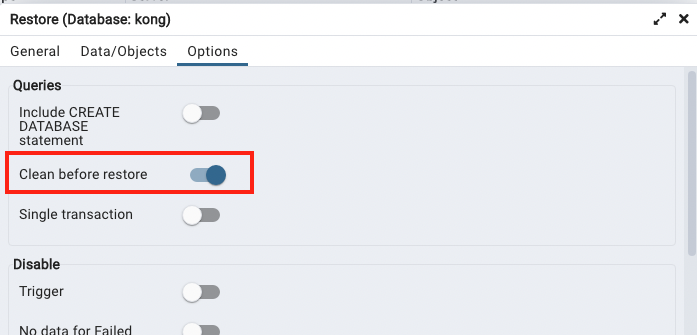 Restore (Database: kong)
General Data/Objects Options
Queries
Include CREATE
DATABASE
statement
Clean before restore
Single transaction
Disable
Trigger
No data for Failed